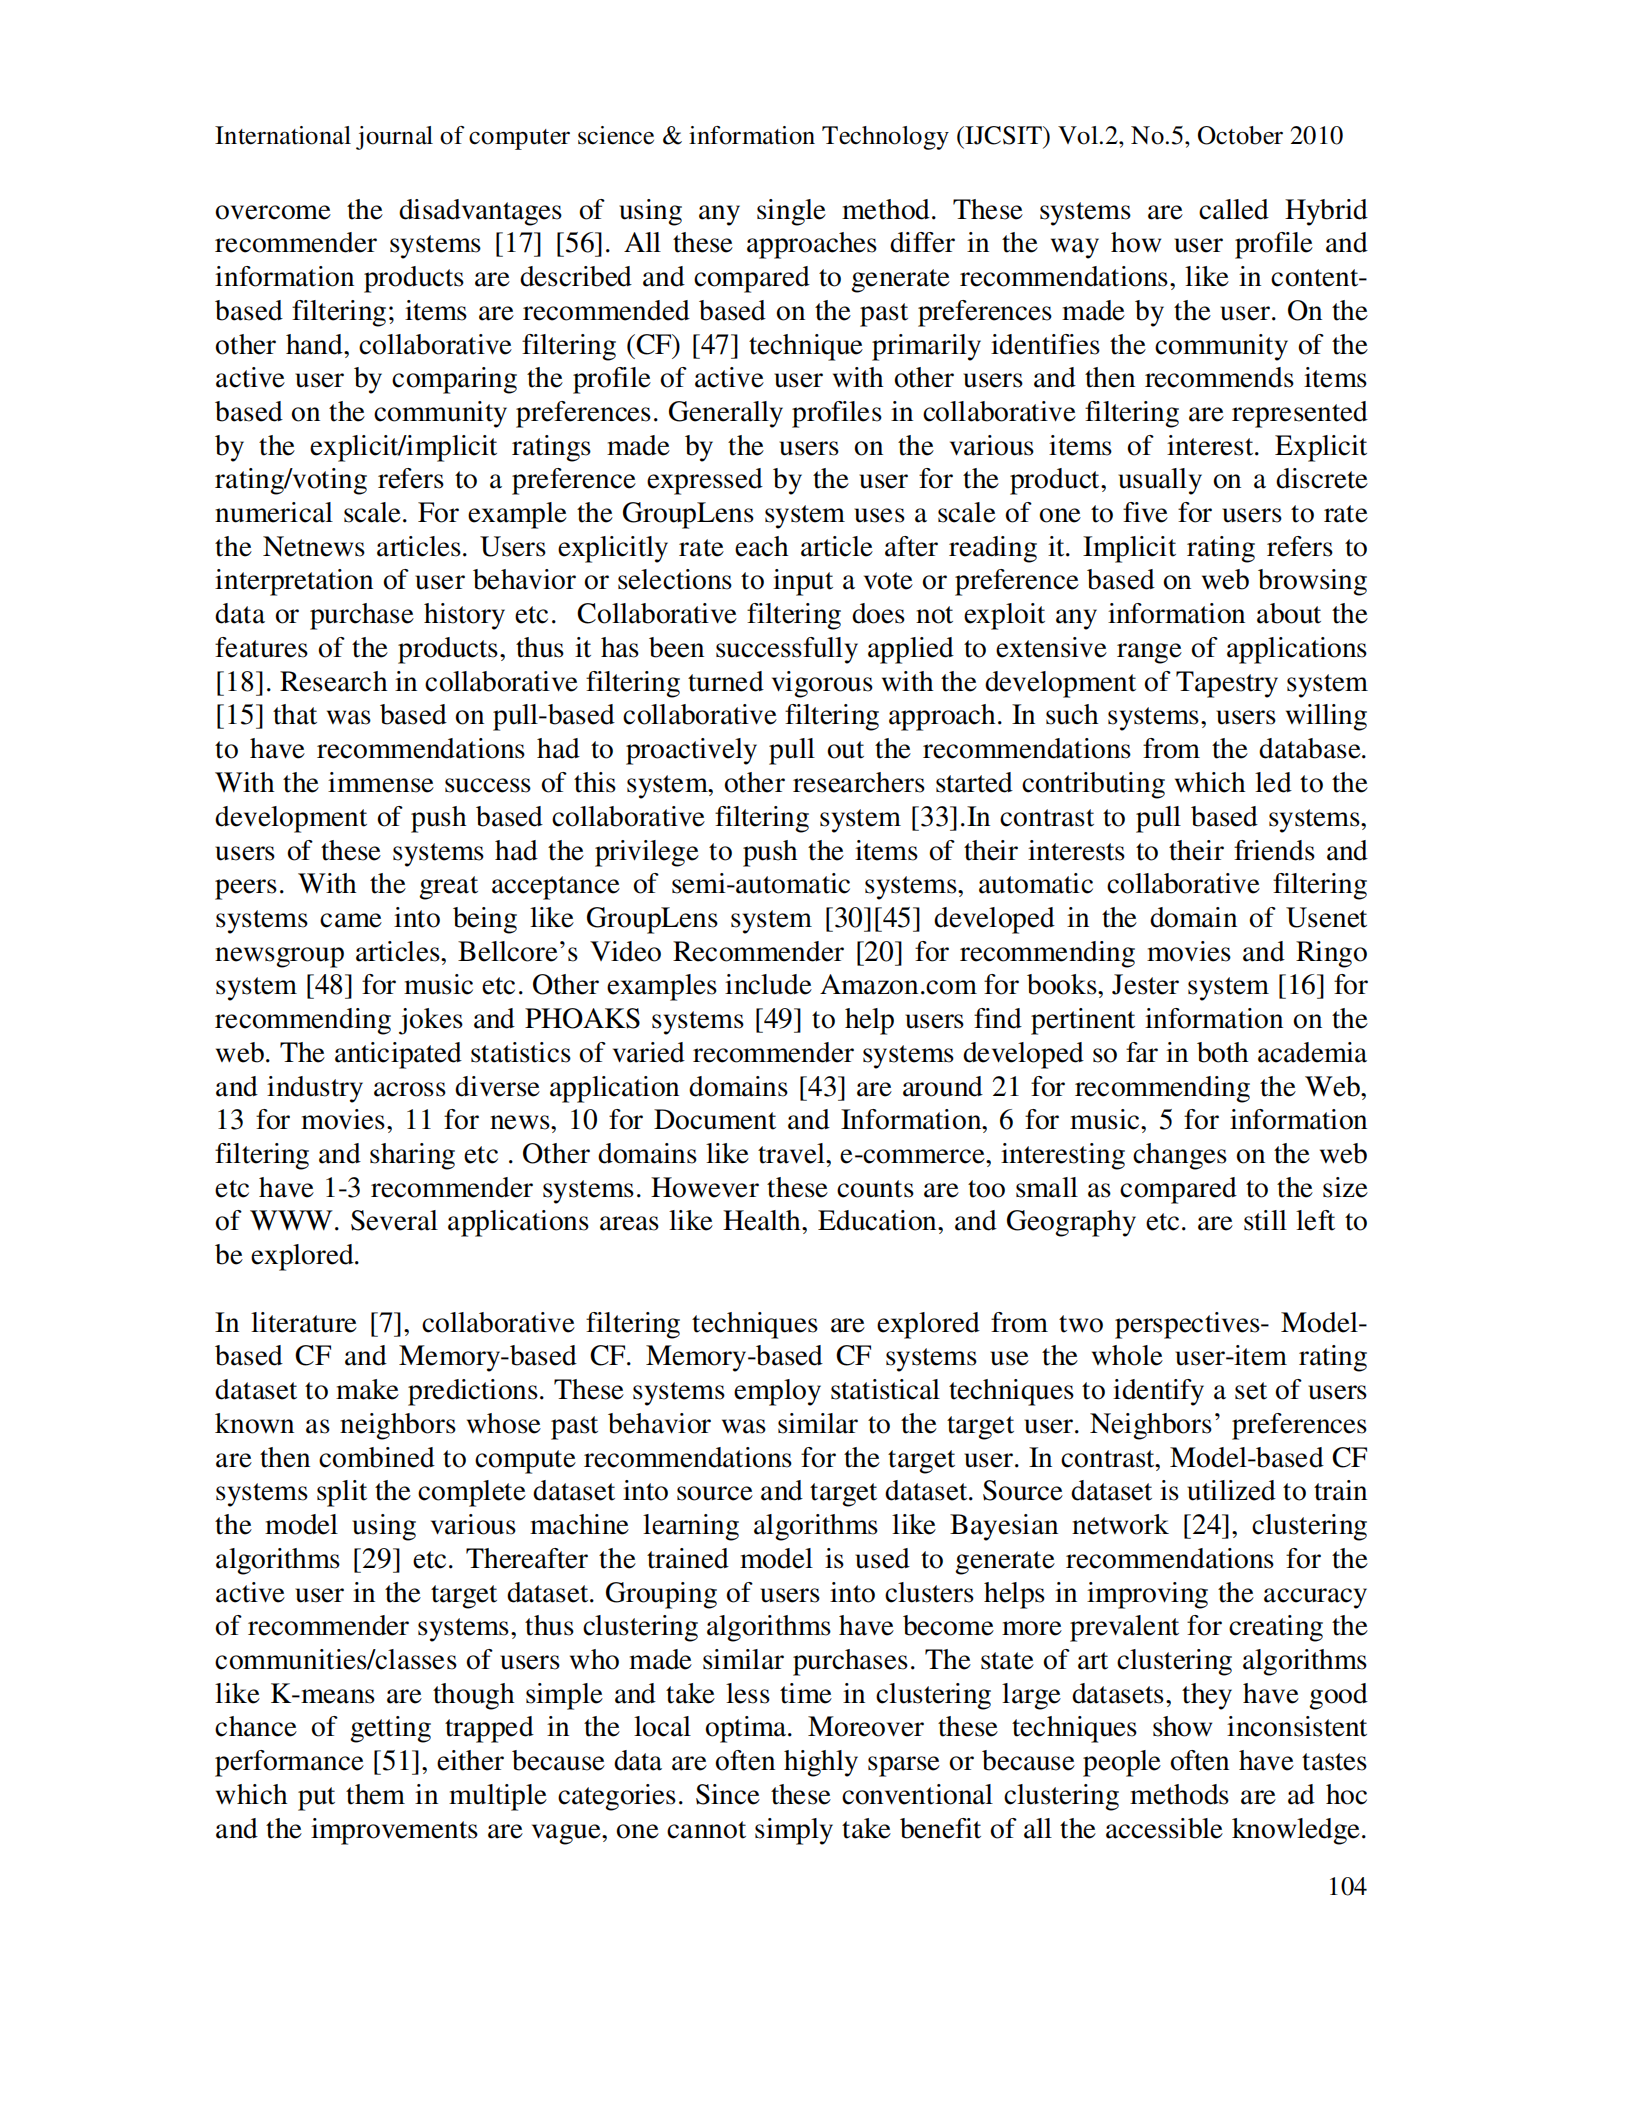 International journal of computer science & information Technology (IJCSIT) Vol.2, No.5, October 2010
overcome the disadvantages of using any single method. These systems are called Hybrid
recommender systems [17] [56]. All these approaches differ in the way how user profile and
information products are described and compared to generate recommendations, like in content-
based filtering; items are recommended based on the past preferences made by the user. On the
other hand, collaborative filtering (CF) [47] technique primarily identifies the community of the
active user by comparing the profile of active user with other users and then recommends items
based on the community preferences. Generally profiles in collaborative filtering are represented
by the explicit/implicit ratings made by the users on the various items of interest. Explicit
rating/voting refers to a preference expressed by the user for the product, usually on a discrete
numerical scale. For example the GroupLens system uses a scale of one to five for users to rate
the Netnews articles. Users explicitly rate each article after reading it. Implicit rating refers to
interpretation of user behavior or selections to input a vote or preference based on web browsing
data or purchase history etc.  Collaborative filtering does not exploit any information about the
features of the products, thus it has been successfully applied to extensive range of applications
[18]. Research in collaborative filtering turned vigorous with the development of Tapestry system
[15] that was based on pull-based collaborative filtering approach. In such systems, users willing
to have recommendations had to proactively pull out the recommendations from the database.
With the immense success of this system, other researchers started contributing which led to the
development of push based collaborative filtering system [33].In contrast to pull based systems,
users of these systems had the privilege to push the items of their interests to their friends and
peers. With the great acceptance of semi-automatic systems, automatic collaborative filtering
systems came into being like GroupLens system [30][45] developed in the domain of Usenet
newsgroup articles, Bellcore’s Video Recommender [20] for recommending movies and Ringo
system [48] for music etc. Other examples include Amazon.com for books, Jester system [16] for
recommending jokes and PHOAKS systems [49] to help users find pertinent information on the
web. The anticipated statistics of varied recommender systems developed so far in both academia
and industry across diverse application domains [43] are around 21 for recommending the Web,
13 for movies, 11 for news, 10 for Document and Information, 6 for music, 5 for information
filtering and sharing etc . Other domains like travel, e-commerce, interesting changes on the web
etc have 1-3 recommender systems. However these counts are too small as compared to the size
of WWW. Several applications areas like Health, Education, and Geography etc. are still left to
be explored.
In literature [7], collaborative filtering techniques are explored from two perspectives- Model-
based CF and Memory-based CF. Memory-based CF systems use the whole user-item rating
dataset to make predictions. These systems employ statistical techniques to identify a set of users
known as neighbors whose past behavior was similar to the target user. Neighbors’ preferences
are then combined to compute recommendations for the target user. In contrast, Model-based CF
systems split the complete dataset into source and target dataset. Source dataset is utilized to train
the model using various machine learning algorithms like Bayesian network [24], clustering
algorithms [29] etc. Thereafter the trained model is used to generate recommendations for the
active user in the target dataset. Grouping of users into clusters helps in improving the accuracy
of recommender systems, thus clustering algorithms have become more prevalent for creating the
communities/classes of users who made similar purchases. The state of art clustering algorithms
like K-means are though simple and take less time in clustering large datasets, they have good
chance of getting trapped in the local optima. Moreover these techniques show inconsistent
performance [51], either because data are often highly sparse or because people often have tastes
which put them in multiple categories. Since these conventional clustering methods are ad hoc
and the improvements are vague, one cannot simply take benefit of all the accessible knowledge.
104